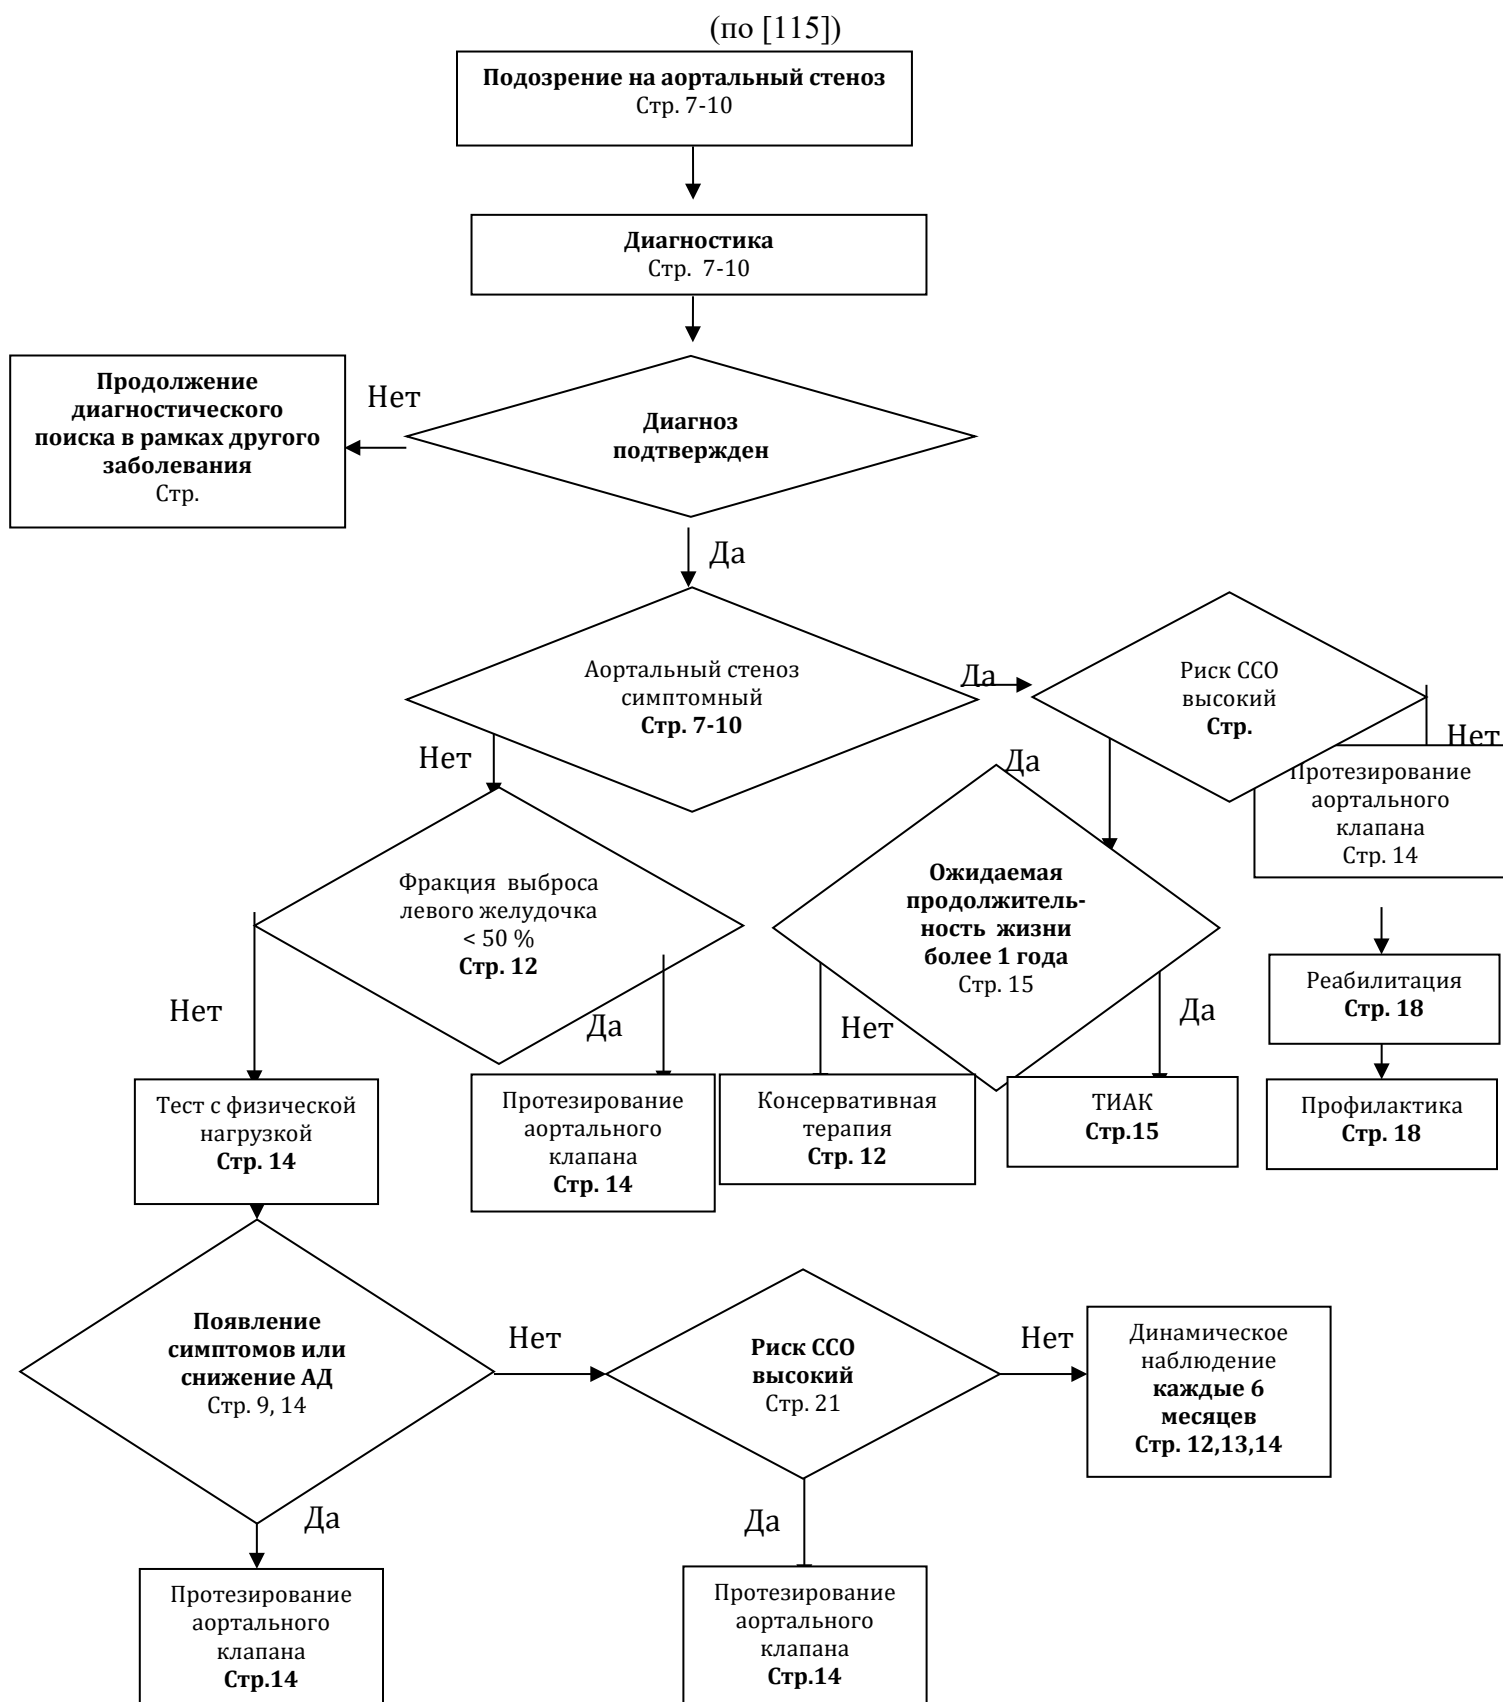 (по [115])
Подозрение на аортальный стеноз
Стр. 7-10
Диагностика
Стр. 7-10
Продолжение
диагностического
поиска в рамках другого
заболевания
Стр.
Нет
Диагноз
подтвержден
Да
Аортальный стеноз
симптомный
Стр. 7-10
Да
Риск ССО
высокий
Стр.
Нет
Нет
Да
Протезирование
аортального
клапана
Стр. 14
Фракция выброса
левого желудочка
< 50 %
Стр. 12
Ожидаемая
продолжитель-
ность жизни
более 1 года
Стр. 15
Реабилитация
Стр. 18
Нет
Да
Нет
Да
Тест с физической
нагрузкой
Стр. 14
Протезирование
аортального
клапана
Стр. 14
Консервативная
терапия
Стр. 12
ТИАК
Стр.15
Профилактика
Стр. 18
Появление
симптомов или
снижение АД
Стр. 9, 14
Нет
Риск ССО
высокий
Стр. 21
Нет
Динамическое
наблюдение
каждые 6
месяцев
Стр. 12,13,14
Да
Да
Протезирование
аортального
клапана
Стр.14
Протезирование
аортального
клапана
Стр.14